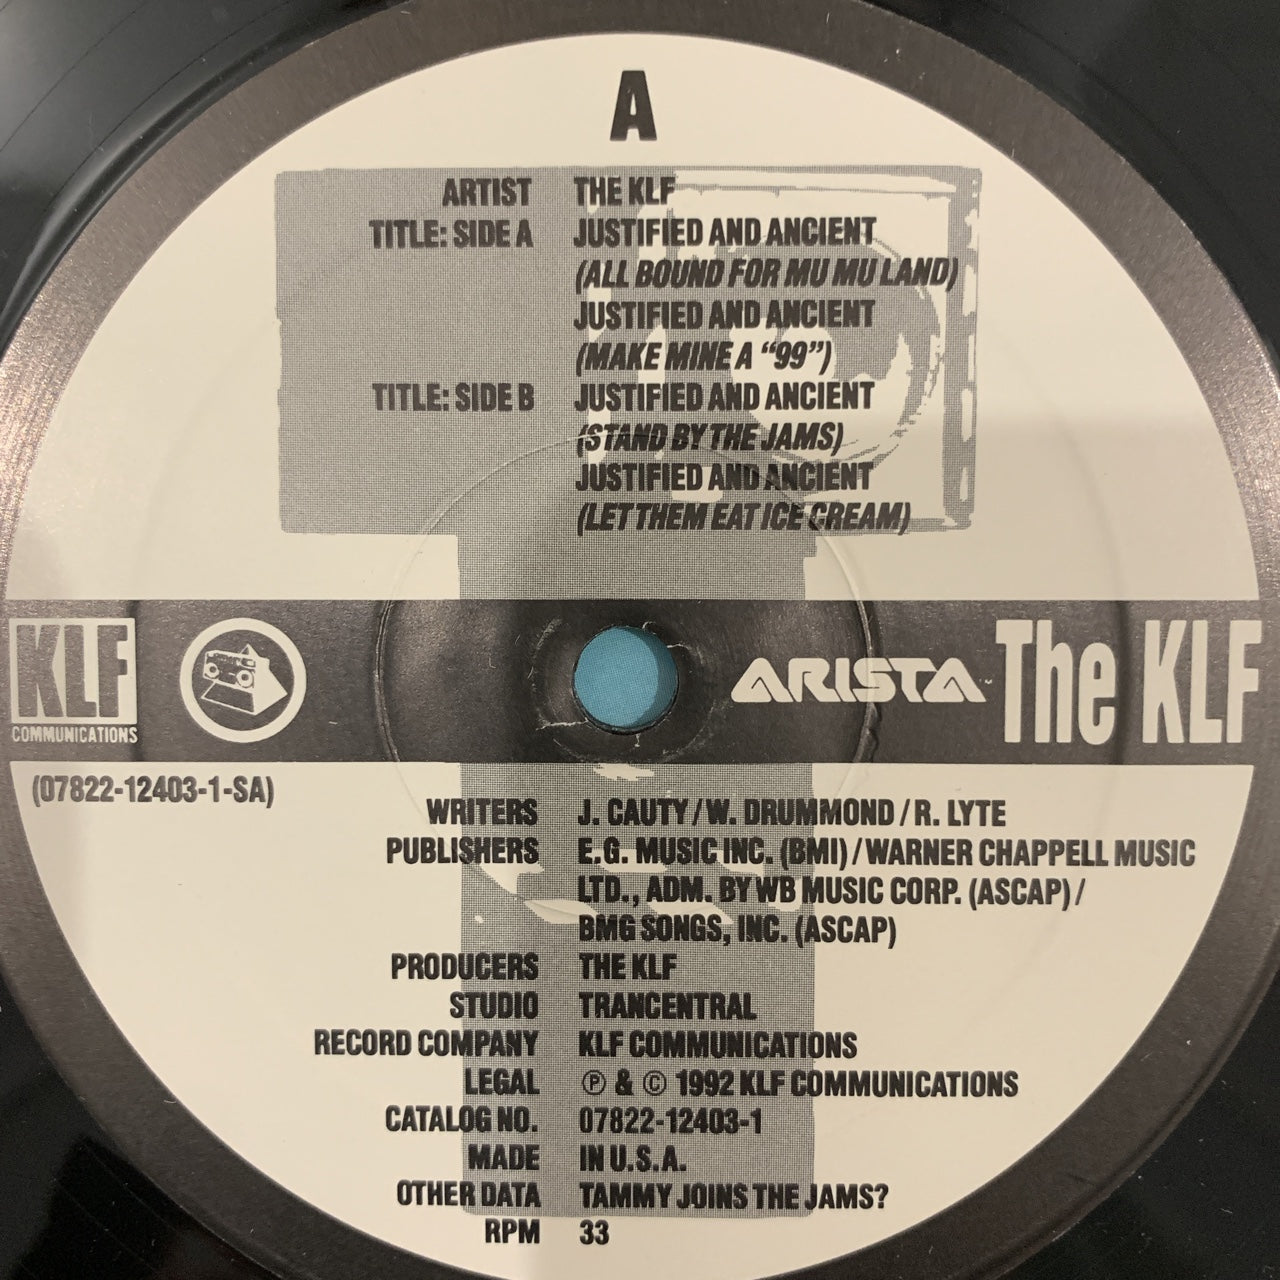 A
ARTIST THE KLF
TITLE: SIDE A JUSTIFIED AND ANCIENT
(ALL BOUND FOR MU MU LAND)
JUSTIFIED AND ANCIENT
(MAKE MINE A “99”)
TITLE: SIDE B JUSTIFIED AND ANCIENT
(STAND BY THE JAMS)
JUSTIFIED AND ANCIENT
(LET THEM EAT ICE CREAM)
KLF
COMMUNICATIONS
ARISTA
The KLF
(07822-12403-1-SA)
WRITERS J. CAUTY / W. DRUMMOND / R. LYTE
PUBLISHERS E.G. MUSIC INC. (BMI) / WARNER CHAPPELL MUSIC
LTD., ADM. BY WB MUSIC CORP. (ASCAP) /
BMG SONGS, INC. (ASCAP)
PRODUCERS THE KLF
STUDIO TRANCENTRAL
RECORD COMPANY KLF COMMUNICATIONS
LEGAL ℗ & © 1992 KLF COMMUNICATIONS
CATALOG NO. 07822-12403-1
MADE IN U.S.A.
OTHER DATA TAMMY JOINS THE JAMS?
RPM 33